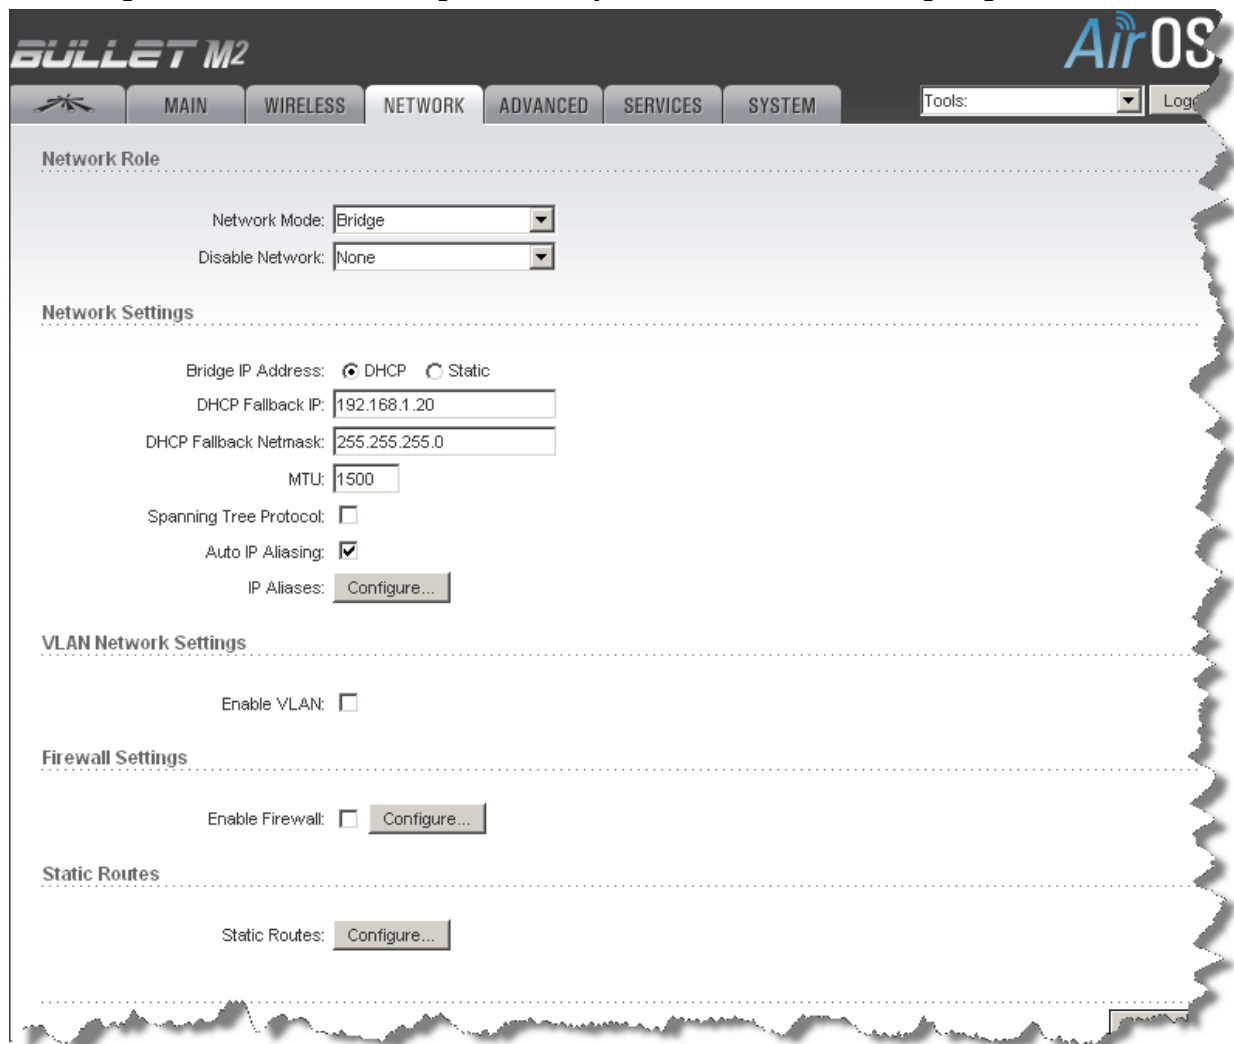 BULLET M2
AirOS
MAIN WIRELESS NETWORK ADVANCED SERVICES SYSTEM Tools:
Network Role
Network Mode: Bridge
Disable Network: None
Network Settings
Bridge IP Address: DHCP Static
DHCP Fallback IP: 192.168.1.20
DHCP Fallback Netmask: 255.255.255.0
MTU: 1500
Spanning Tree Protocol:
Auto IP Aliasing:
IP Aliases: Configure...
VLAN Network Settings
Enable VLAN:
Firewall Settings
Enable Firewall: Configure...
Static Routes
Static Routes: Configure...